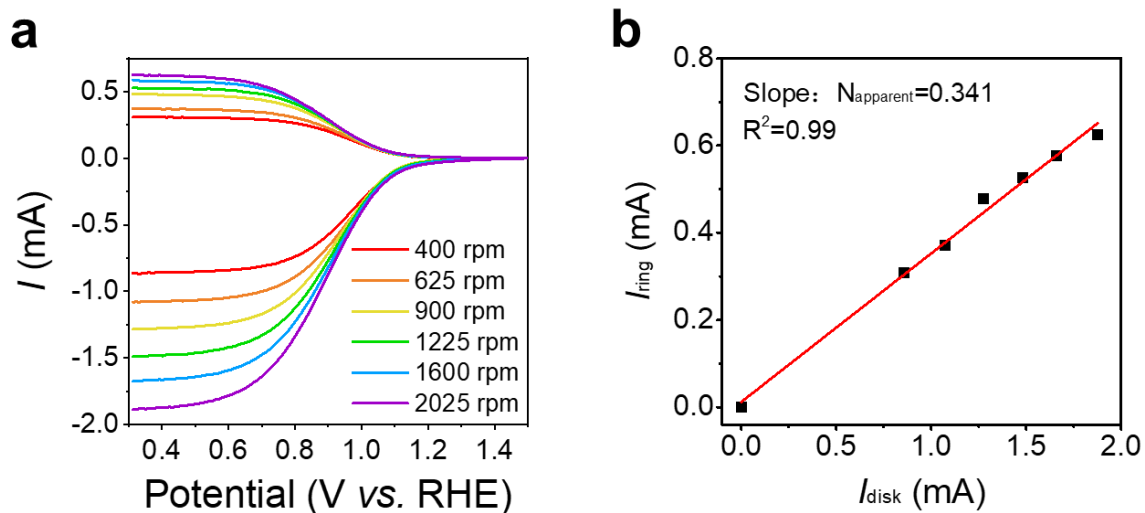 a
I (mA)
0.5
0.0
-0.5
-1.0
-1.5
-2.0
400 rpm
625 rpm
900 rpm
1225 rpm
1600 rpm
2025 rpm
0.4 0.6 0.8 1.0 1.2 1.4
Potential (V vs. RHE)
b
Slope：Napparent=0.341
R²=0.99
Iring (mA)
0.8
0.6
0.4
0.2
0.0
0.0 0.5 1.0 1.5 2.0
Idisk (mA)